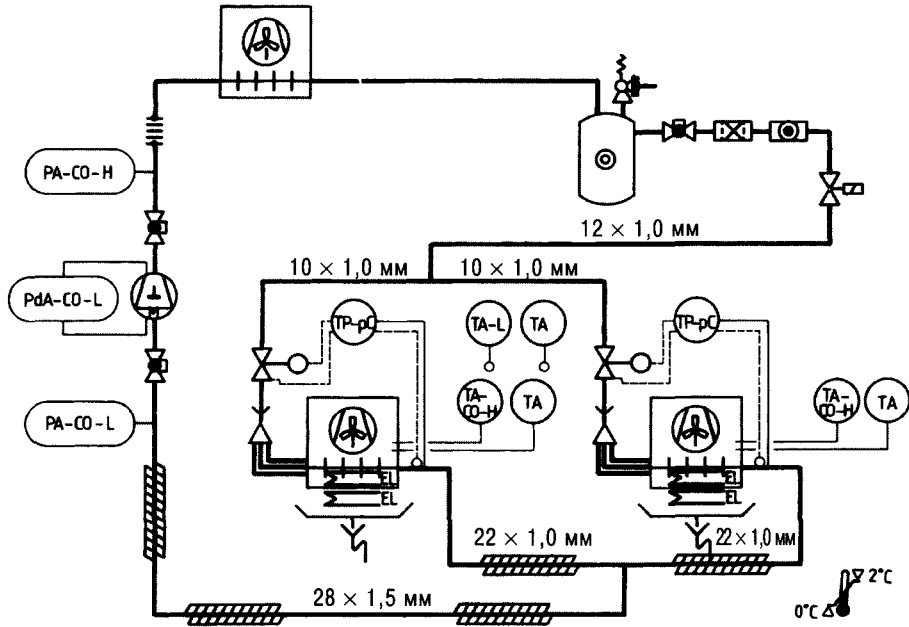 PA-CO-H
12 × 1,0 мм
10 × 1,0 мм
10 × 1,0 мм
PdA-CO-L
TP-pC
TA-L
TA
TP-pC
PA-CO-L
TA-
CO-H
TA
TA-
CO-H
TA
EL
EL
EL
EL
22 × 1,0 мм
22 × 1,0 мм
2°C
0°C
28 × 1,5 мм